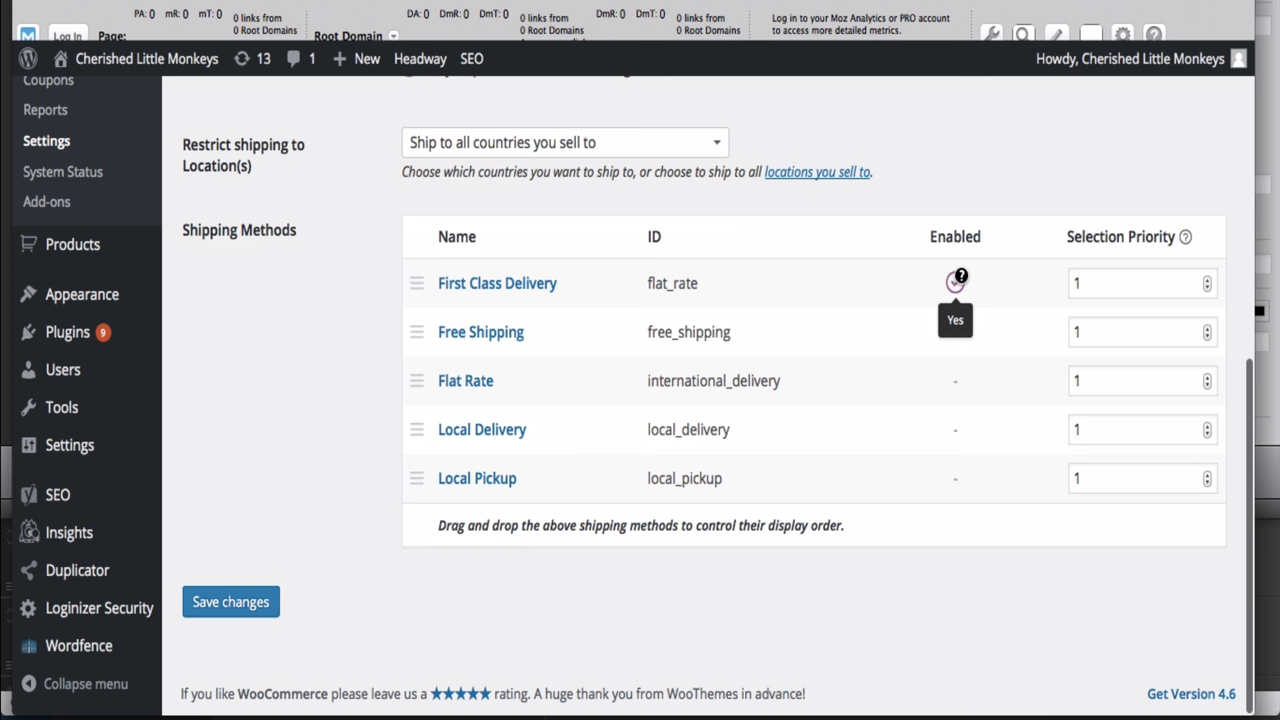 PA: 0 mR: 0 mT: 0
0 links from
0 Root Domains
DA: 0 DmR: 0 DmT: 0
0 links from
0 Root Domains
DmR: 0 DmT: 0
0 links from
0 Root Domains
Log in to your Moz Analytics or PRO account
to access more detailed metrics.
M Log In Page: Root Domain
Cherished Little Monkeys 13 1 + New Headway SEO Howdy, Cherished Little Monkeys
Coupons
Reports
Settings
System Status
Add-ons
Products
Appearance
Plugins 9
Users
Tools
Settings
SEO
Insights
Duplicator
Loginizer Security
Wordfence
Collapse menu
Restrict shipping to
Location(s)
Ship to all countries you sell to
Choose which countries you want to ship to, or choose to ship to all locations you sell to.
Shipping Methods
Name ID Enabled Selection Priority ?
First Class Delivery flat_rate ? 1
Yes
Free Shipping free_shipping 1
Flat Rate international_delivery - 1
Local Delivery local_delivery - 1
Local Pickup local_pickup - 1
Drag and drop the above shipping methods to control their display order.
Save changes
If you like WooCommerce please leave us a ★★★★★ rating. A huge thank you from WooThemes in advance! Get Version 4.6